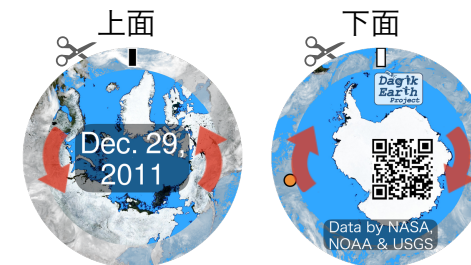 上面
下面
Dec. 29,
2011
Dagik
Earth
Project
Data by NASA,
NOAA & USGS